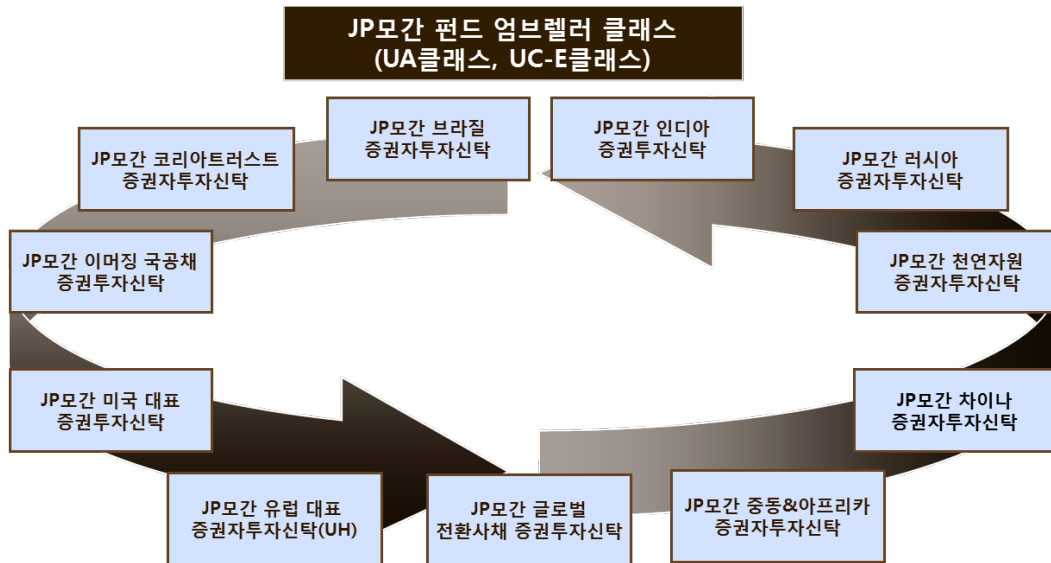 JP모간 펀드 엄브렐러 클래스
(UA클래스, UC-E클래스)
JP모간 브라질
증권자투자신탁
JP모간 인디아
증권투자신탁
JP모간 코리아트러스트
증권자투자신탁
JP모간 러시아
증권자투자신탁
JP모간 이머징 국공채
증권투자신탁
JP모간 천연자원
증권자투자신탁
JP모간 미국 대표
증권투자신탁
JP모간 차이나
증권자투자신탁
JP모간 유럽 대표
증권자투자신탁(UH)
JP모간 글로벌
전환사채 증권투자신탁
JP모간 중동&아프리카
증권자투자신탁